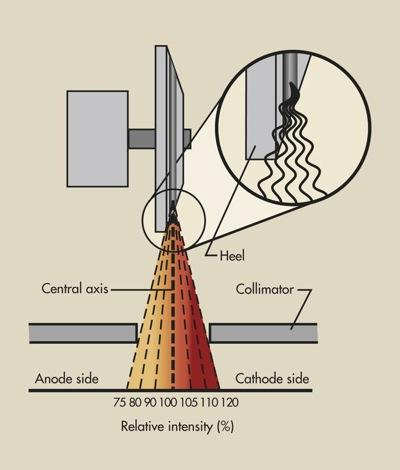 Heel
Central axis
Collimator
Anode side
Cathode side
75 80 90 100 105 110 120
Relative intensity (%)